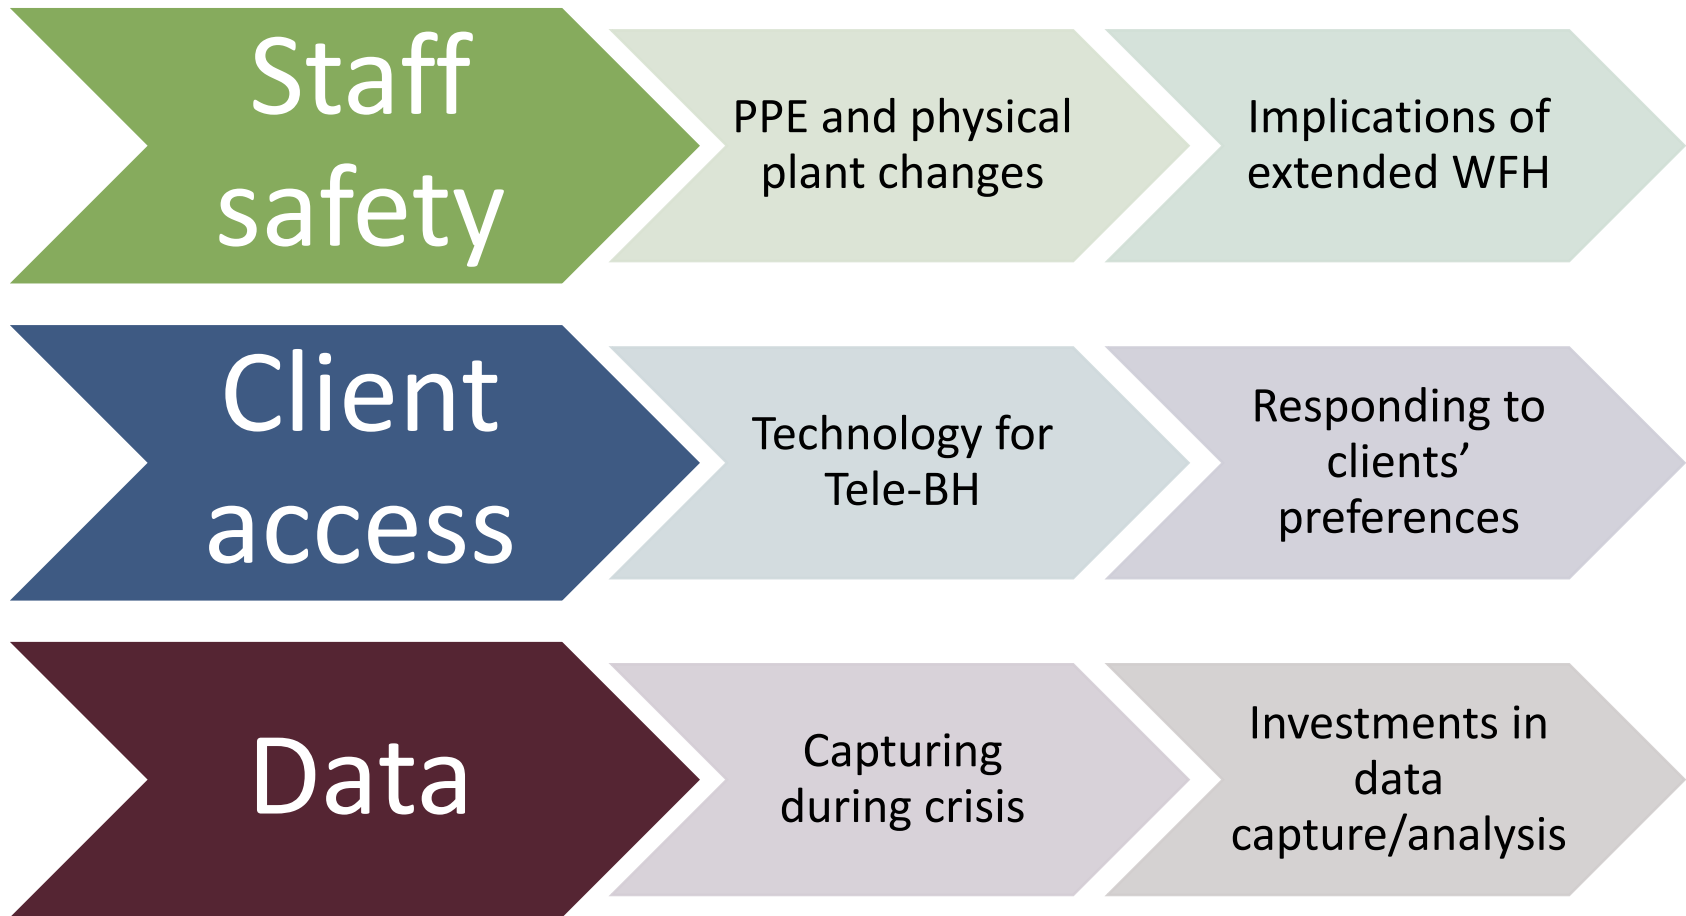 Staff
safety
PPE and physical
plant changes
Implications of
extended WFH
Client
access
Technology for
Tele-BH
Responding to
clients’
preferences
Data
Capturing
during crisis
Investments in
data
capture/analysis